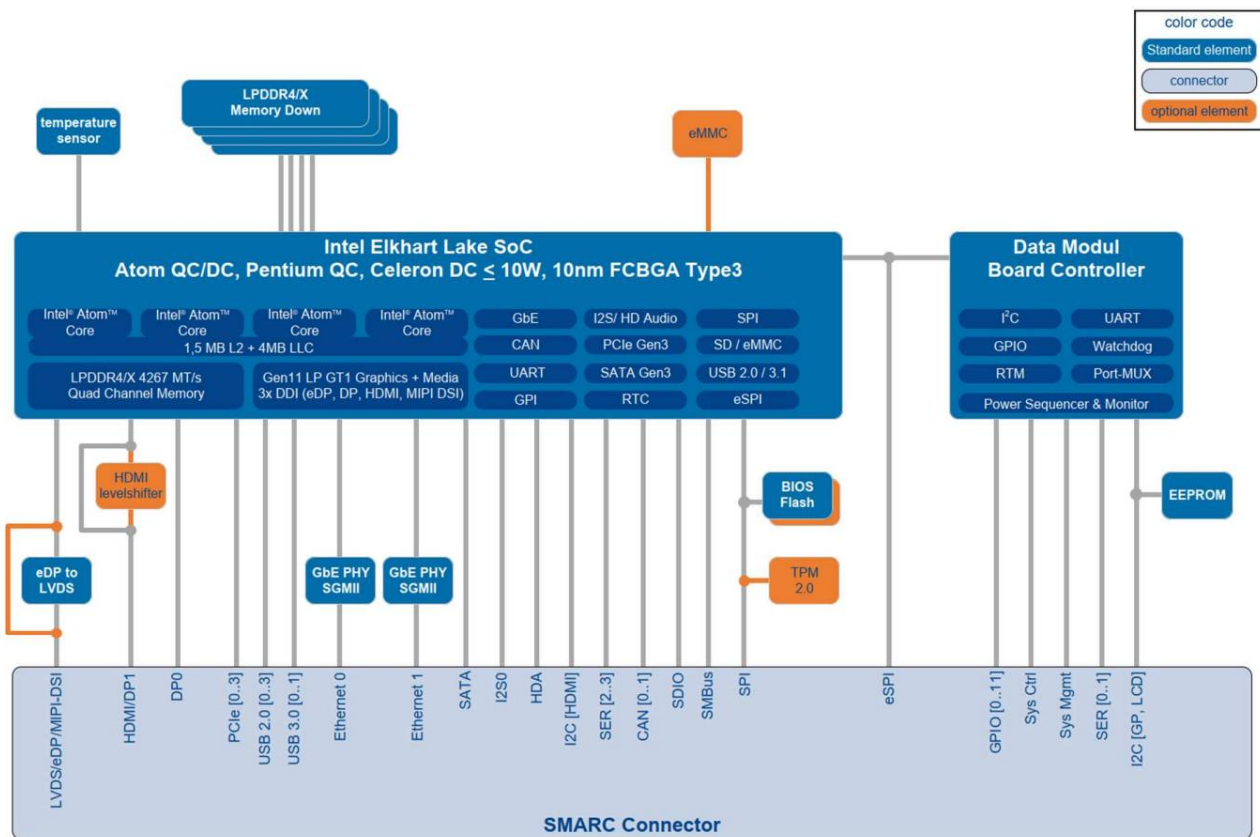 color code
Standard element
connector
optional element
LPDDR4/X
Memory Down
temperature
sensor
eMMC
Intel Elkhart Lake SoC
Atom QC/DC, Pentium QC, Celeron DC ≤ 10W, 10nm FCBGA Type3
Intel® Atom™
Core
Intel® Atom™
Core
Intel® Atom™
Core
Intel® Atom™
Core
1,5 MB L2 + 4MB LLC
LPDDR4/X 4267 MT/s
Quad Channel Memory
Gen11 LP GT1 Graphics + Media
3x DDI (eDP, DP, HDMI, MIPI DSI)
GbE
I2S/ HD Audio
SPI
CAN
PCIe Gen3
SD / eMMC
UART
SATA Gen3
USB 2.0 / 3.1
GPI
RTC
eSPI
Data Modul
Board Controller
I²C
UART
GPIO
Watchdog
RTM
Port-MUX
Power Sequencer & Monitor
HDMI
levelshifter
BIOS
Flash
EEPROM
eDP to
LVDS
GbE PHY
SGMII
GbE PHY
SGMII
TPM
2.0
LVDS/eDP/MIPI-DSI
HDMI/DP1
DP0
PCIe [0..3]
USB 2.0 [0..3]
USB 3.0 [0..1]
Ethernet 0
Ethernet 1
SATA
I2S0
HDA
I2C [HDMI]
SER [2..3]
CAN [0..1]
SDIO
SMBus
SPI
eSPI
GPIO [0..11]
Sys Ctrl
Sys Mgmt
SER [0..1]
I2C [GP, LCD]
SMARC Connector